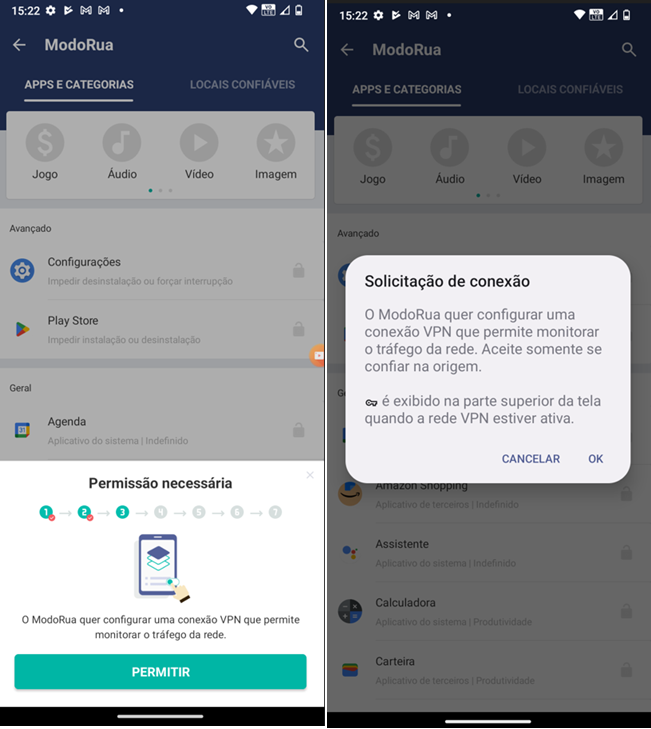 15:22
ModoRua
APPS E CATEGORIAS
LOCAIS CONFIÁVEIS
Jogo
Áudio
Vídeo
Imagem
Avançado
Configurações
Impedir desinstalação ou forçar interrupção
Play Store
Impedir instalação ou desinstalação
Geral
Agenda
Aplicativo do sistema | Indefinido
Permissão necessária
1
2
3
4
5
6
7
O ModoRua quer configurar uma conexão VPN que permite
monitorar o tráfego da rede.
PERMITIR
15:22
ModoRua
APPS E CATEGORIAS
LOCAIS CONFIÁVEIS
Jogo
Áudio
Vídeo
Imagem
Avançado
Solicitação de conexão
O ModoRua quer configurar uma
conexão VPN que permite monitorar
o tráfego da rede. Aceite somente se
confiar na origem.
é exibido na parte superior da tela
quando a rede VPN estiver ativa.
CANCELAR
OK
Amazon Shopping
Aplicativo de terceiros | Indefinido
Assistente
Aplicativo do sistema | Indefinido
Calculadora
Aplicativo do sistema | Produtividade
Carteira
Aplicativo de terceiros | Produtividade